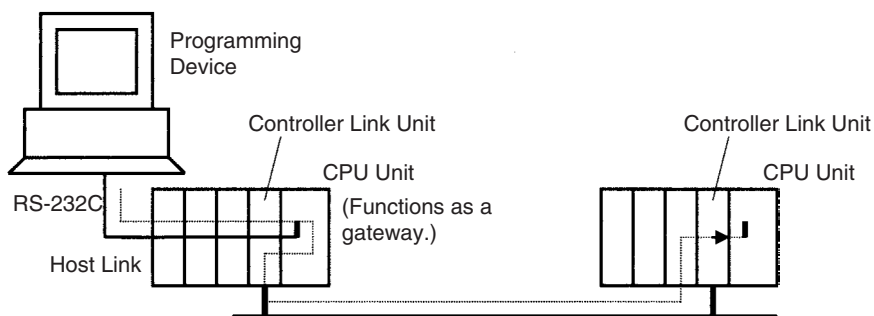 Programming
Device
Controller Link Unit
Controller Link Unit
CPU Unit
CPU Unit
RS-232C
(Functions as a
gateway.)
Host Link